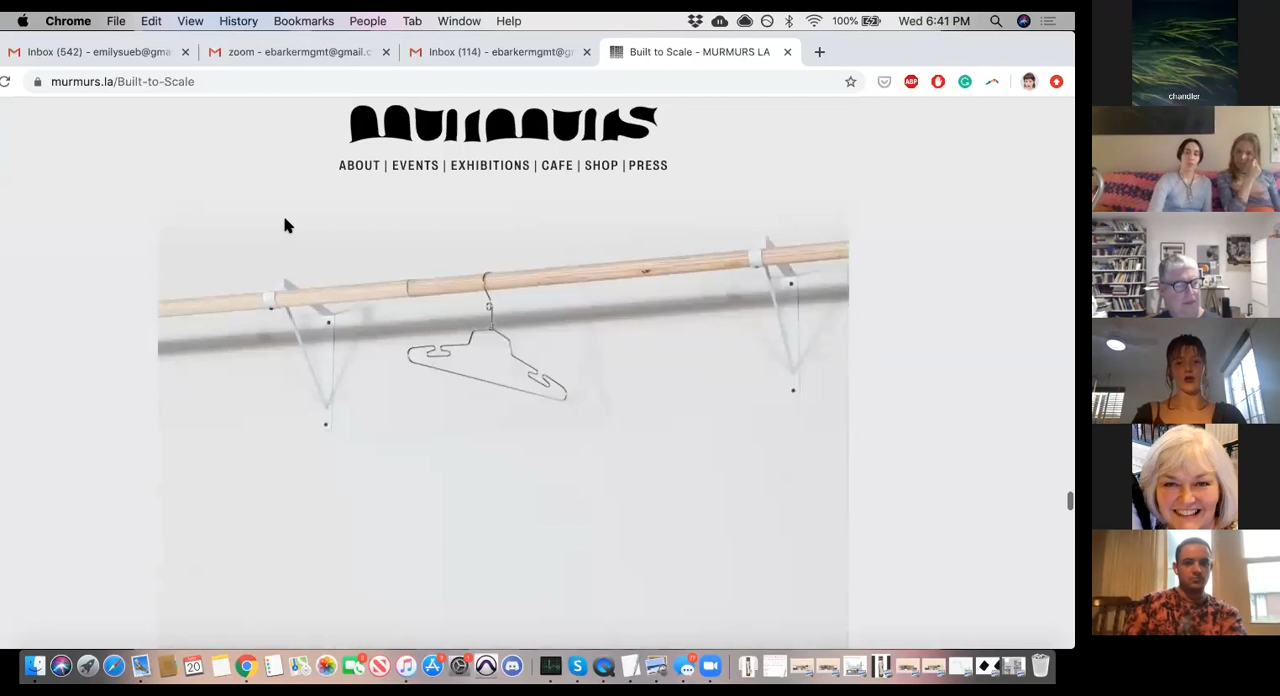 Chrome File Edit View History Bookmarks People Tab Window Help 100% Wed 6:41 PM
Inbox (542) - emilysueb@gma
zoom - ebarkermgmt@gmail.c
Inbox (114) - ebarkermgmt@gr
Built to Scale - MURMURS LA
murmurs.la/Built-to-Scale
ABP
murmurs
ABOUT | EVENTS | EXHIBITIONS | CAFE | SHOP | PRESS
chandler
20